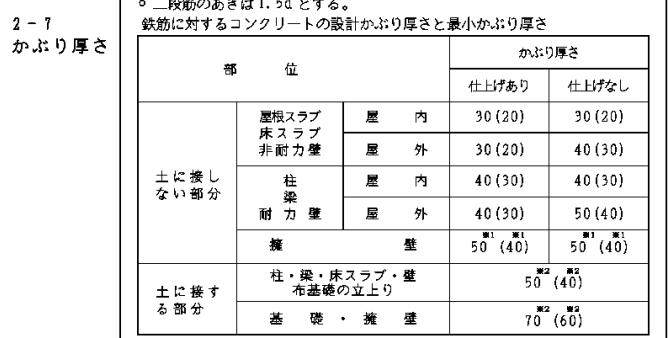 二段筋のあきは1.5dとする。
2-7
かぶり厚さ
鉄筋に対するコンクリートの設計かぶり厚さと最小かぶり厚さ
部 位
かぶり厚さ
仕上げあり 仕上げなし
土に接しない部分
屋根スラブ
床スラブ
非耐力壁
屋 内 30(20) 30(20)
屋 外 30(20) 40(30)
柱
梁
耐力壁
屋 内 40(30) 40(30)
屋 外 40(30) 50(40)
擁 壁 ※1 50 ※1 (40) ※1 50 ※1 (40)
土に接する部分
柱・梁・床スラブ・壁
布基礎の立上り
※2 50 ※2 (40)
基 礎 ・ 擁 壁 ※2 70 ※2 (60)